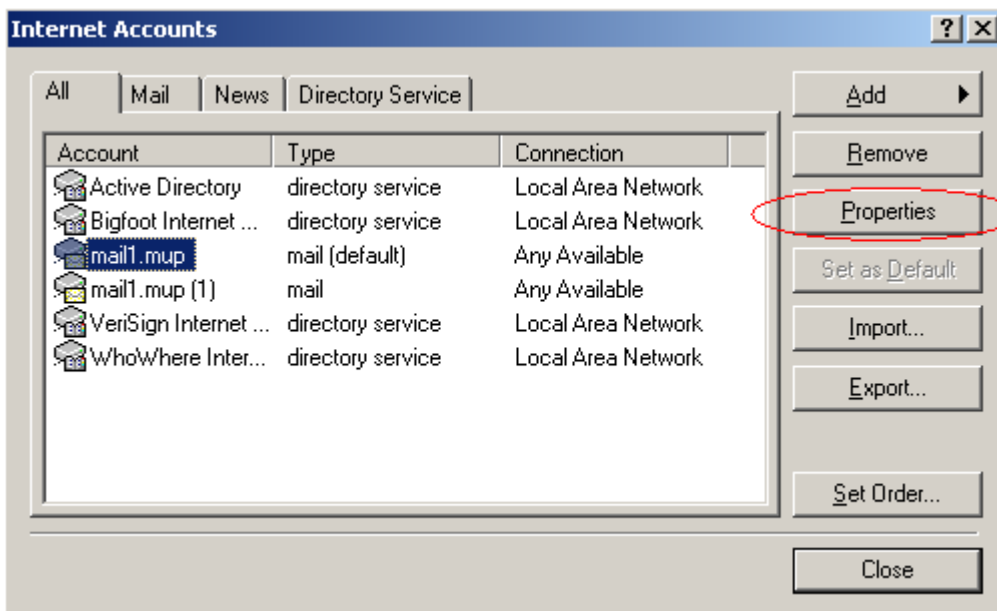 Internet Accounts
All Mail News Directory Service
Account Type Connection
Active Directory directory service Local Area Network
Bigfoot Internet ... directory service Local Area Network
mail1.mup mail (default) Any Available
mail1.mup (1) mail Any Available
VeriSign Internet ... directory service Local Area Network
WhoWhere Inter... directory service Local Area Network
Add
Remove
Properties
Set as Default
Import...
Export...
Set Order...
Close